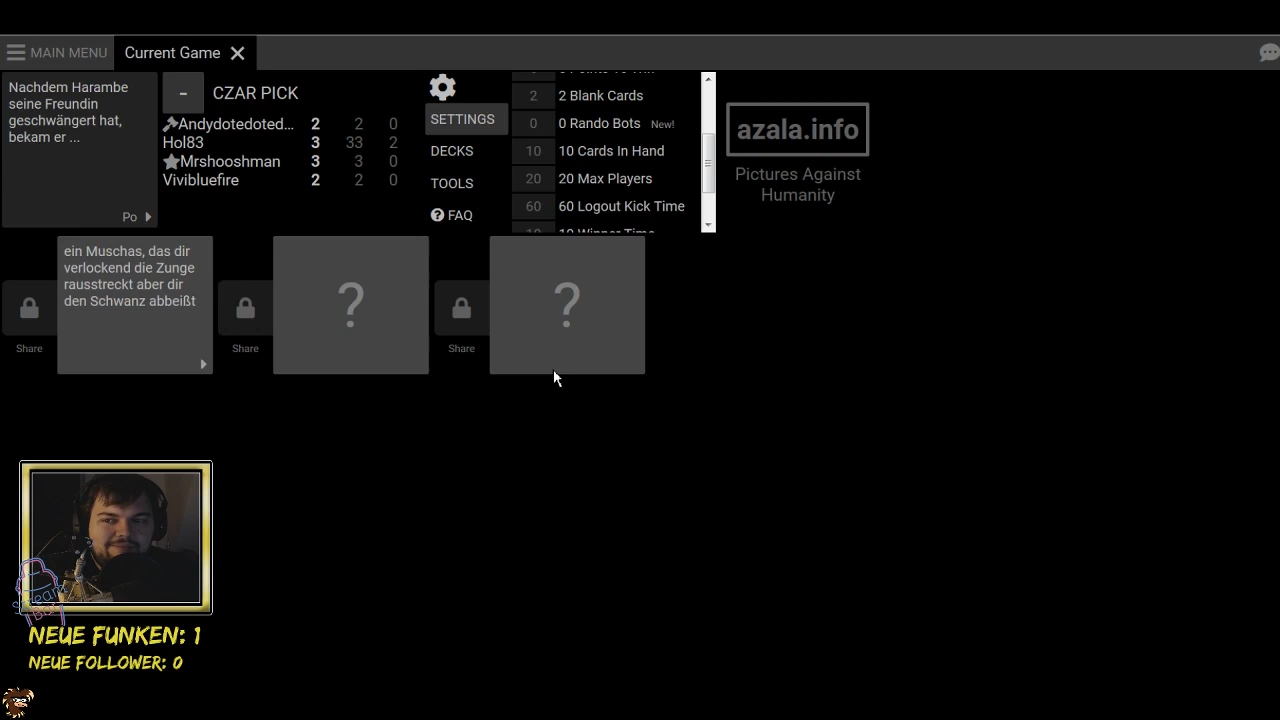 MAIN MENU
Current Game
Nachdem Harambe
seine Freundin
geschwängert hat,
bekam er ...
Po
-
CZAR PICK
Andydotedoted... 2 2 0
Hol83 3 33 2
Mrshooshman 3 3 0
Vivibluefire 2 2 0
SETTINGS
DECKS
TOOLS
? FAQ
2 2 Blank Cards
0 0 Rando Bots New!
10 10 Cards In Hand
20 20 Max Players
60 60 Logout Kick Time
azala.info
Pictures Against
Humanity
ein Muschas, das dir
verlockend die Zunge
rausstreckt aber dir
den Schwanz abbeißt
Share
?
Share
?
Share
NEUE FUNKEN: 1
NEUE FOLLOWER: 0